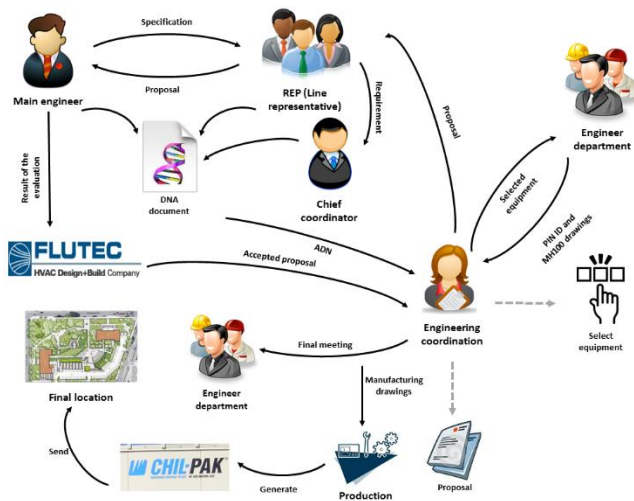 Specification
Proposal
Main engineer
REP (Line
representative)
Requirement
Proposal
Engineer
department
Result of the
evaluation
DNA
document
Chief
coordinator
Selected
equipment
PIN ID and
MH100 drawings
FLUTEC
HVAC Design+Build Company
ADN
Accepted proposal
Engineering
coordination
Select
equipment
Final meeting
Engineer
department
Final location
Manufacturing
drawings
Send
CHIL-PAK
Generate
Production
Proposal